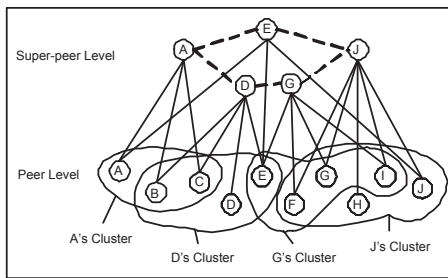 E
Super-peer Level
A
J
D
G
Peer Level
A
B
C
D
E
F
G
H
I
J
A's Cluster
D's Cluster
G's Cluster
J's Cluster